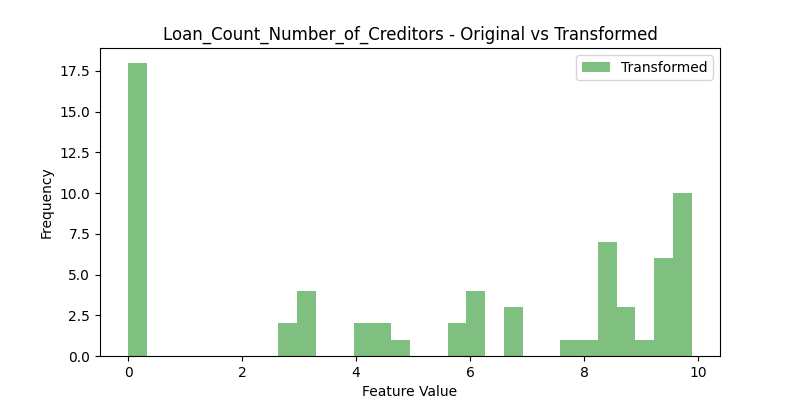 Loan_Count_Number_of_Creditors - Original vs Transformed
Transformed
17.5
15.0
12.5
10.0
7.5
5.0
2.5
0.0
Frequency
0 2 4 6 8 10
Feature Value